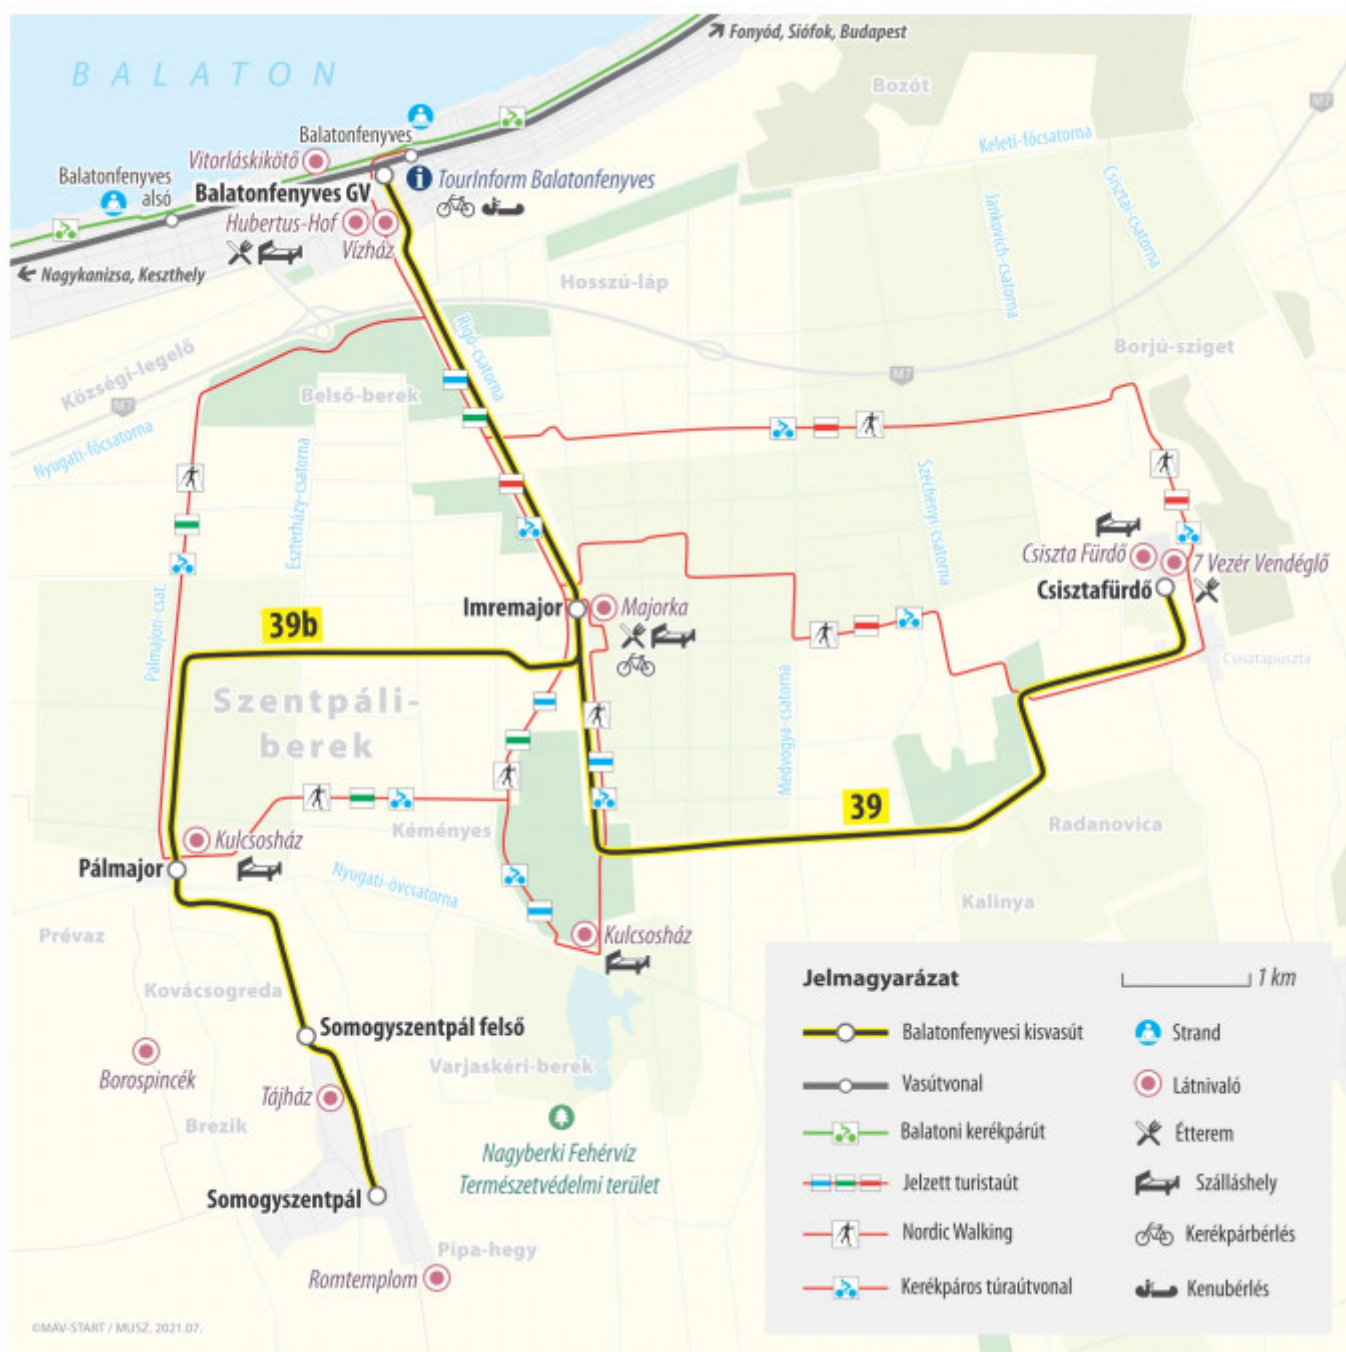 Fonyód, Siófok, Budapest
BALATON
Bozót
M7
Balatonfenyves
Keleti-főcsatorna
Vitorláskikötő
Balatonfenyves
alsó
Balatonfenyves GV
TourInform Balatonfenyves
Csisztai-csatorna
Jankovich-csatorna
Hubertus-Hof
Vízház
Nagykanizsa, Keszthely
Hosszú-láp
Rigó-csatorna
Községi-legelő
Borjú-sziget
M7
M7
Belső-berek
Nyugati-főcsatorna
Eszterházy-csatorna
Széchenyi-csatorna
Csiszta Fürdő
7 Vezér Vendéglő
Csisztafürdő
Imremajor
Majorka
39b
Pálmajori-csat.
Csisztapuszta
Szentpáli-
berek
Medvogya-csatorna
39
Kéményes
Radanovica
Kulcsosház
Pálmajor
Nyugati-övcsatorna
Kalinya
Prévaz
Kulcsosház
Kovácsogreda
Somogyszentpál felső
Varjaskéri-berek
Borospincék
Tájház
Brezik
Nagyberki Fehérvíz
Természetvédelmi terület
Somogyszentpál
Pipa-hegy
Romtemplom
Jelmagyarázat
1 km
Balatonfenyvesi kisvasút
Strand
Vasútvonal
Látnivaló
Balatoni kerékpárút
Étterem
Jelzett turistaút
Szálláshely
Nordic Walking
Kerékpárbérlés
Kerékpáros túraútvonal
Kenubérlés
©MÁV-START / MUSZ. 2021.07.